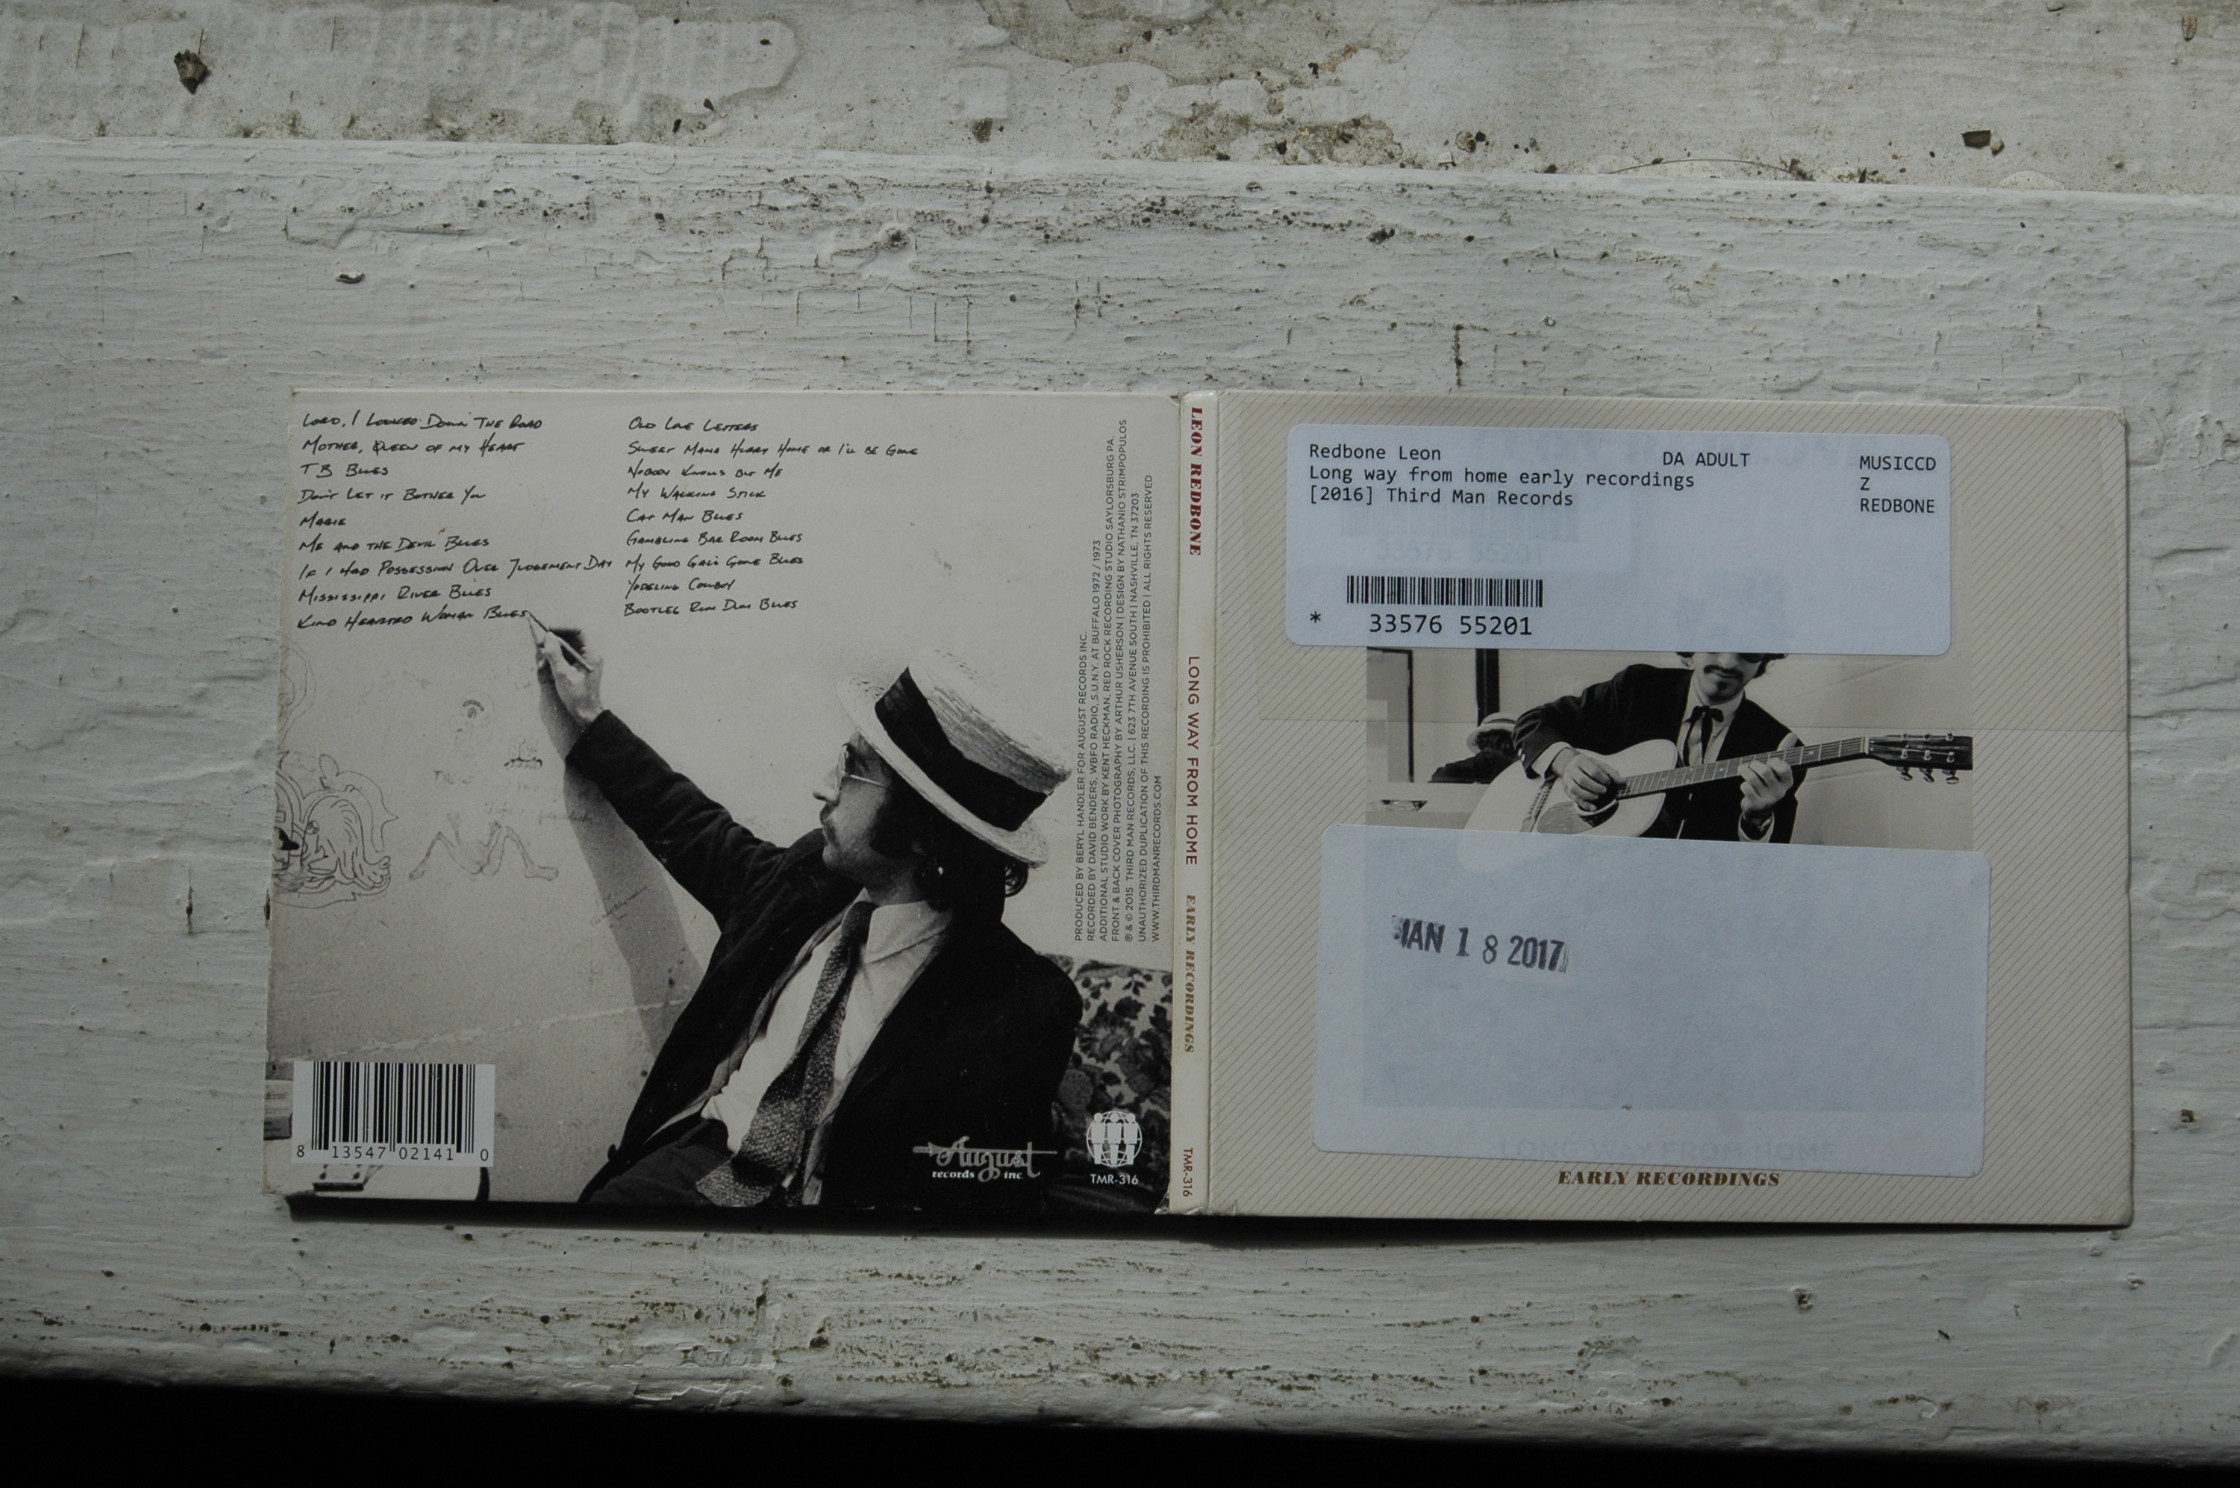 Lord, I Looked Down The Road
Mother, Queen of my Heart
T B Blues
Don't Let it Bother You
Marie
Me and the Devil Blues
If I Had Possession Over Judgement Day
Mississippi River Blues
Kind Hearted Woman Blues
Old Love Letters
Sweet Mama Hurry Home or I'll be Gone
Nobody Knows but Me
My Walking Stick
Cat Man Blues
Gambling Bar Room Blues
My Good Gal's Gone Blues
Yodeling Cowboy
Bootleg Rum Dum Blues
PRODUCED BY BERYL HANDLER FOR AUGUST RECORDS INC.
RECORDED BY DAVID BENDERS, WBFO RADIO, S.U.N.Y. AT BUFFALO 1972 / 1973
ADDITIONAL STUDIO WORK BY KENT HECKMAN, RED ROCK RECORDING STUDIO SAYLORSBURG PA.
FRONT & BACK COVER PHOTOGRAPHY BY ARTHUR USHERSON | DESIGN BY NATHANIO STRIMPOPULOS
℗ & © 2015 THIRD MAN RECORDS, LLC. | 623 7TH AVENUE SOUTH | NASHVILLE, TN 37203
UNAUTHORIZED DUPLICATION OF THIS RECORDING IS PROHIBITED | ALL RIGHTS RESERVED
WWW.THIRDMANRECORDS.COM
8 13547 02141 0
August
records inc
TMR-316
LEON REDBONE LONG WAY FROM HOME EARLY RECORDINGS TMR-316
Redbone Leon DA ADULT MUSICCD
Long way from home early recordings Z
[2016] Third Man Records REDBONE
* 33576 55201
JAN 18 2017
LONG WAY FROM HOME
EARLY RECORDINGS